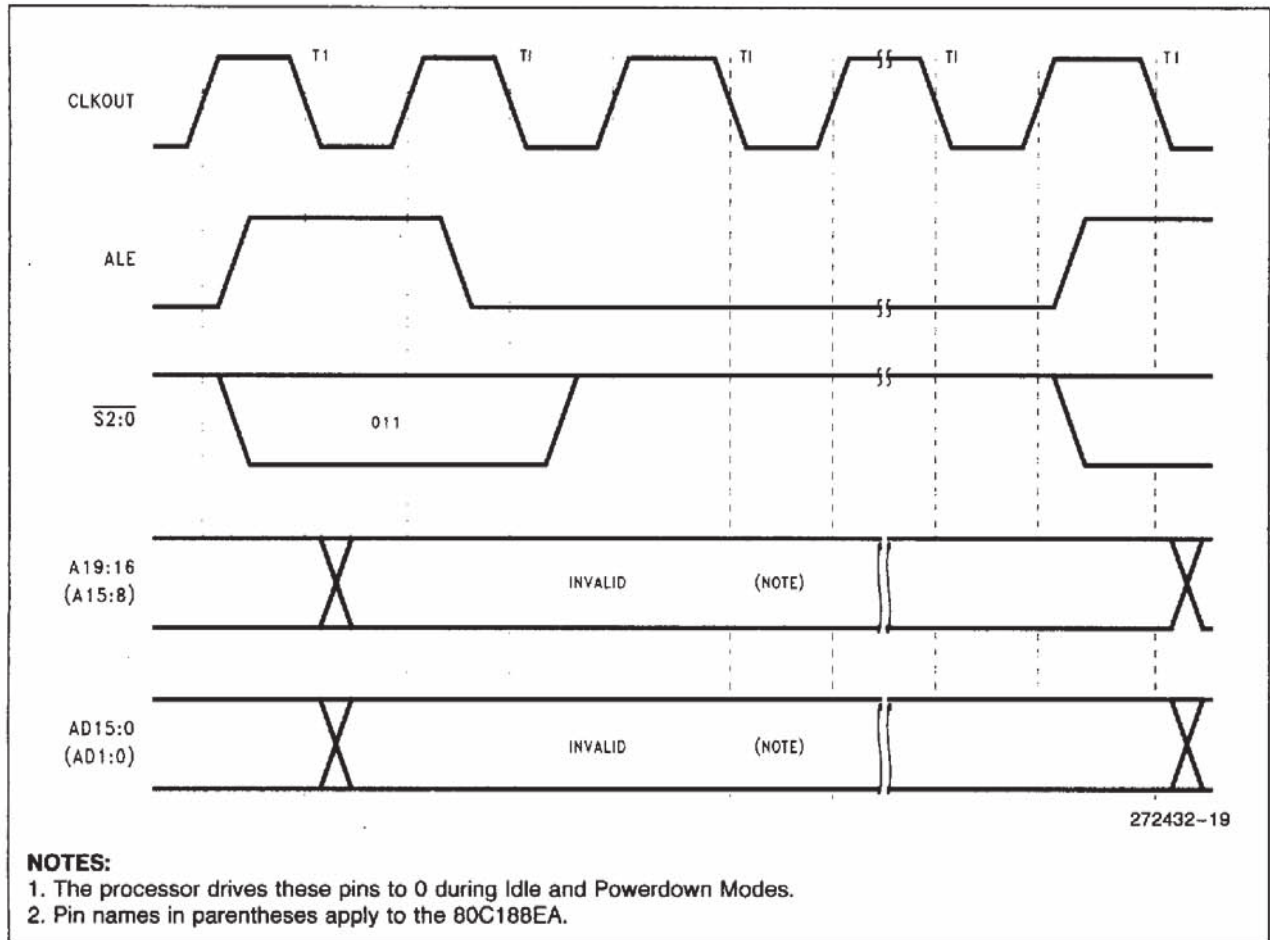 T1 TI TI TI T1
CLKOUT
ALE
S2:0
011
A19:16
(A15:8)
INVALID (NOTE)
AD15:0
(AD1:0)
INVALID (NOTE)
272432-19
NOTES:
1. The processor drives these pins to 0 during Idle and Powerdown Modes.
2. Pin names in parentheses apply to the 80C188EA.